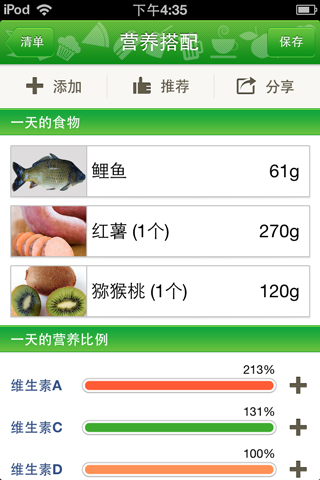 iPod 下午4:35
清单 营养搭配 保存
添加 推荐 分享
一天的食物
鲤鱼 61g
红薯 (1个) 270g
猕猴桃 (1个) 120g
一天的营养比例
213%
维生素A
131%
维生素C
100%
维生素D